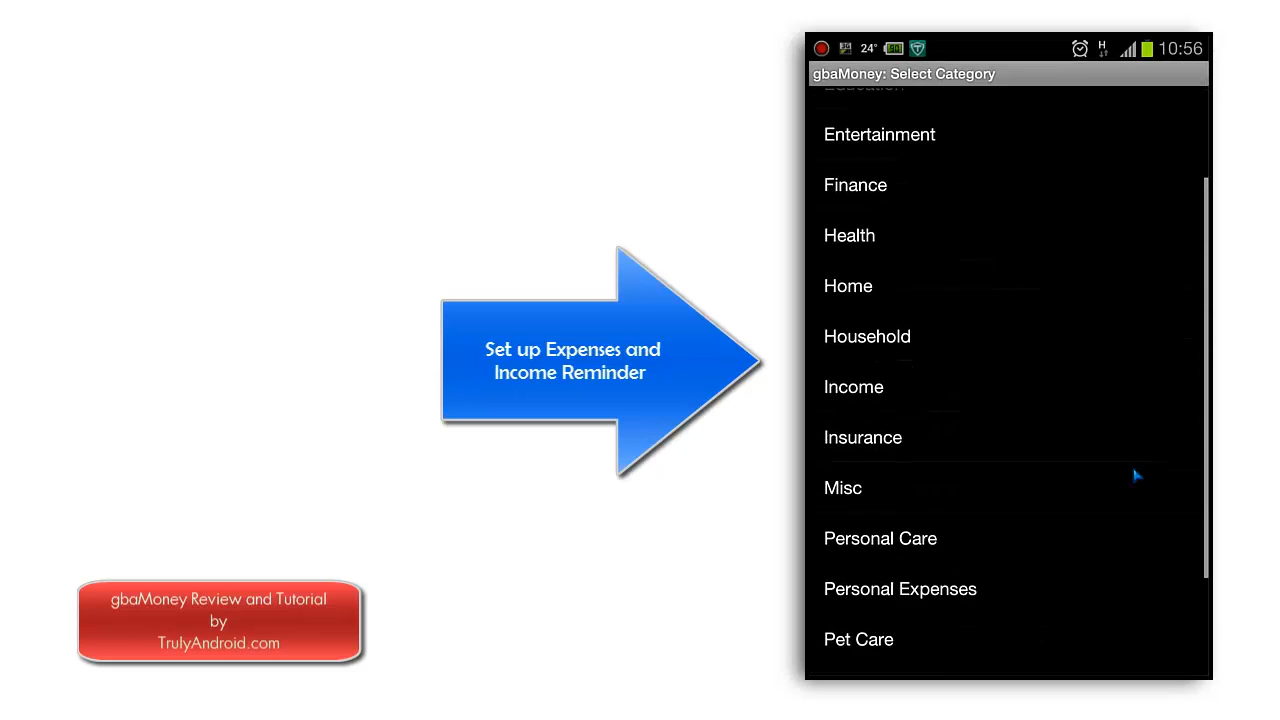 24°
H
10:56
gbaMoney: Select Category
Education
Entertainment
Finance
Health
Home
Household
Income
Insurance
Misc
Personal Care
Personal Expenses
Pet Care
Set up Expenses and
Income Reminder
gbaMoney Review and Tutorial
by
TrulyAndroid.com